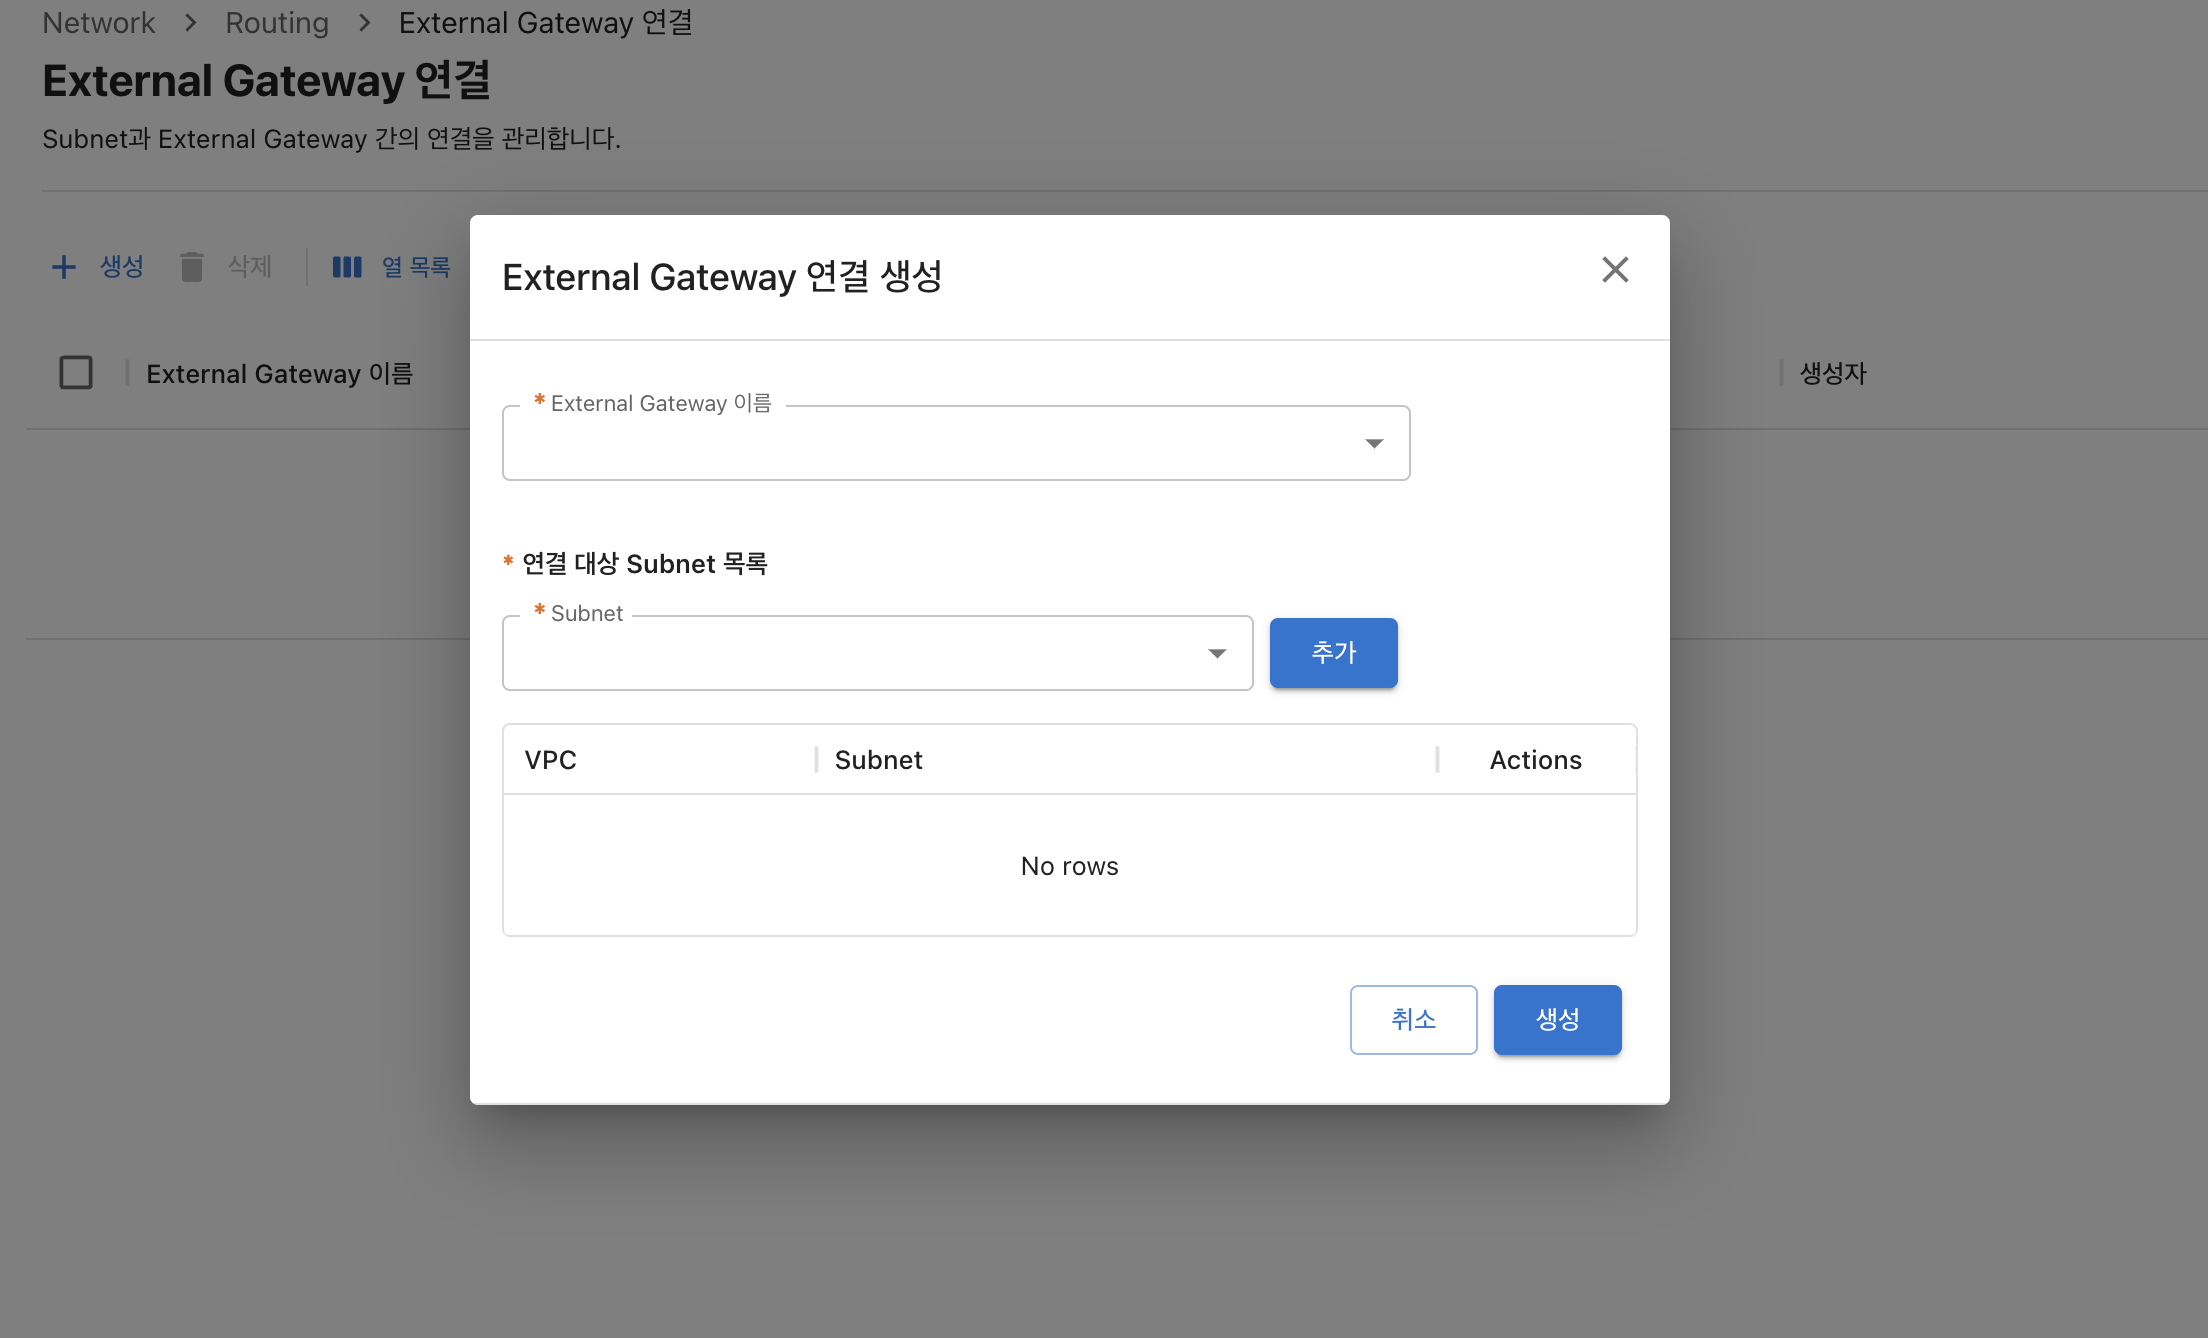 Network > Routing > External Gateway 연결
External Gateway 연결
Subnet과 External Gateway 간의 연결을 관리합니다.
생성 삭제 열 목록
External Gateway 이름 생성자
External Gateway 연결 생성
* External Gateway 이름
* 연결 대상 Subnet 목록
* Subnet
추가
VPC Subnet Actions
No rows
취소 생성